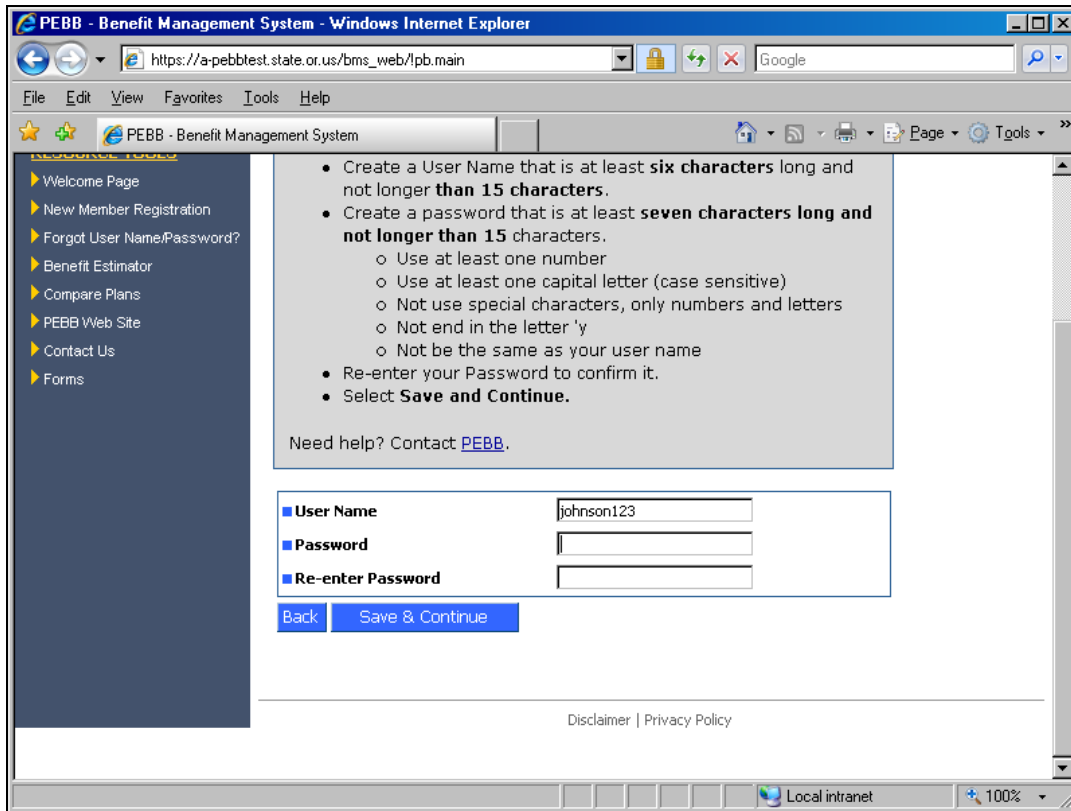 PEBB - Benefit Management System - Windows Internet Explorer
https://a-pebbtest.state.or.us/bms_web/!pb.main
Google
File Edit View Favorites Tools Help
PEBB - Benefit Management System
Page
Tools
RESOURCE TOOLS
Welcome Page
New Member Registration
Forgot User Name/Password?
Benefit Estimator
Compare Plans
PEBB Web Site
Contact Us
Forms
• Create a User Name that is at least six characters long and
not longer than 15 characters.
• Create a password that is at least seven characters long and
not longer than 15 characters.
o Use at least one number
o Use at least one capital letter (case sensitive)
o Not use special characters, only numbers and letters
o Not end in the letter 'y
o Not be the same as your user name
• Re-enter your Password to confirm it.
• Select Save and Continue.
Need help? Contact PEBB.
User Name johnson123
Password
Re-enter Password
Back Save & Continue
Disclaimer | Privacy Policy
Local intranet 100%